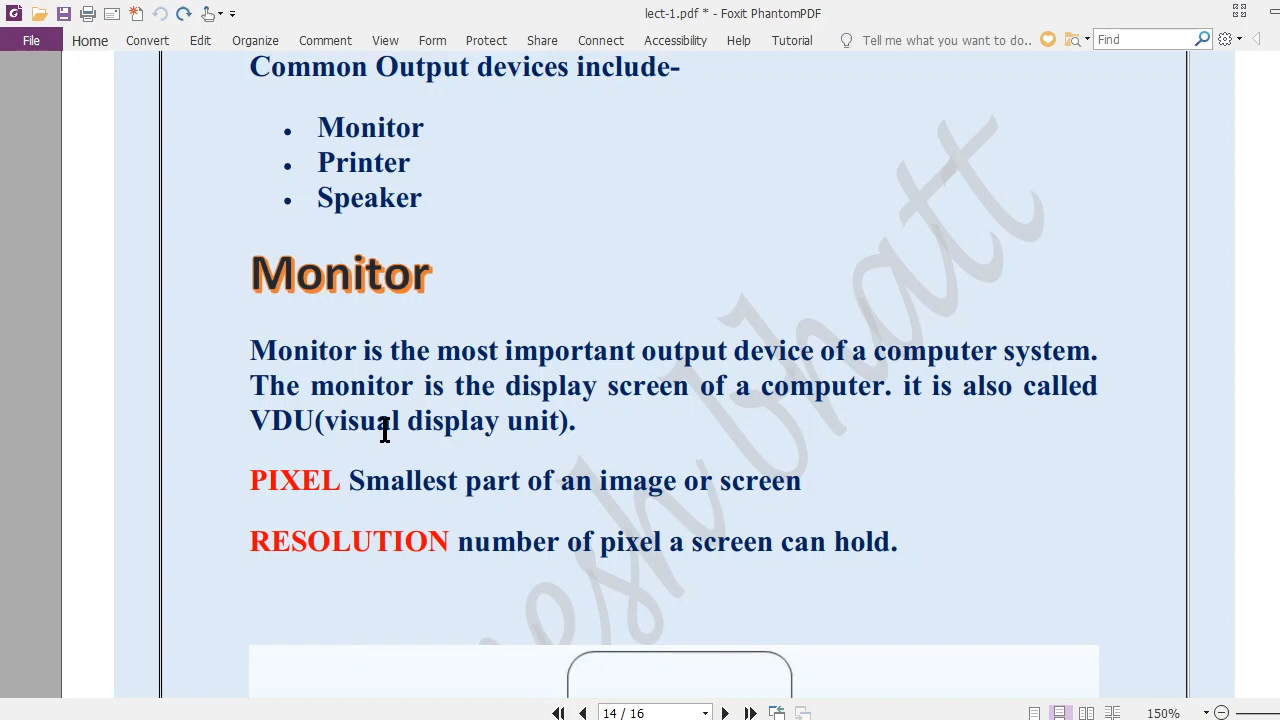 lect-1.pdf * - Foxit PhantomPDF
File Home Convert Edit Organize Comment View Form Protect Share Connect Accessibility Help Tutorial Tell me what you want to do.. Find
Common Output devices include-
• Monitor
• Printer
• Speaker
Monitor
Monitor is the most important output device of a computer system.
The monitor is the display screen of a computer. it is also called
VDU(visual display unit).
PIXEL Smallest part of an image or screen
RESOLUTION number of pixel a screen can hold.
esh bhatt
14 / 16
150%